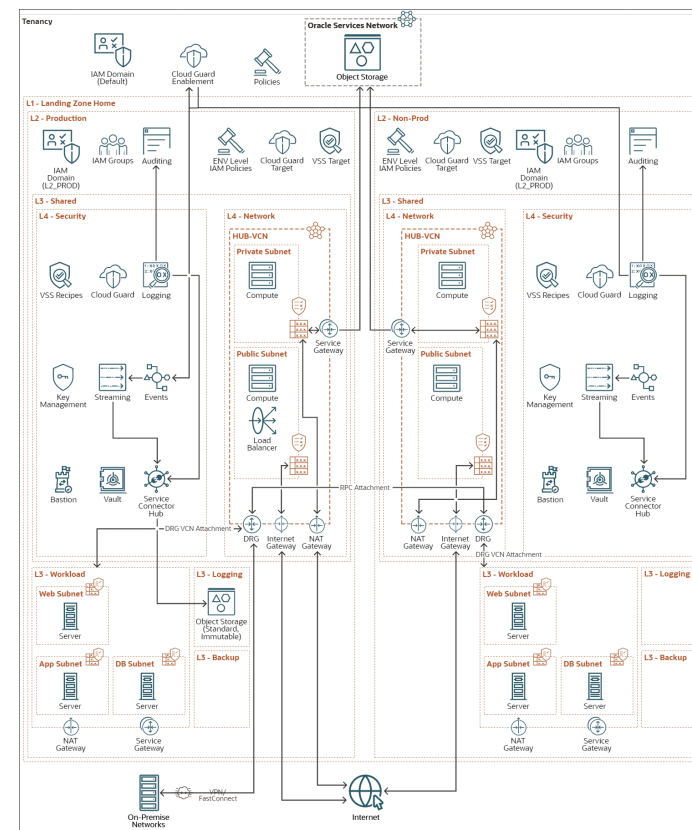 Tenancy
Oracle Services Network
Object Storage
IAM Domain
(Default)
Cloud Guard
Enablement
Policies
L1 - Landing Zone Home
L2 - Production
IAM
Domain
(L2_PROD)
IAM Groups
Auditing
ENV Level
IAM Policies
Cloud Guard
Target
VSS Target
L3 - Shared
L4 - Security
VSS Recipes
Cloud Guard
Logging
Key
Management
Streaming
Events
Bastion
Vault
Service
Connector
Hub
L4 - Network
HUB-VCN
Private Subnet
Compute
Service
Gateway
Public Subnet
Compute
Load
Balancer
RPC Attachment
DRG VCN Attachment
DRG
Internet
Gateway
NAT
Gateway
L3 - Workload
Web Subnet
Server
App Subnet
Server
DB Subnet
Server
NAT
Gateway
Service
Gateway
L3 - Logging
Object Storage
(Standard,
Immutable)
L3 - Backup
L2 - Non-Prod
ENV Level
IAM Policies
Cloud Guard
Target
VSS Target
IAM
Domain
(L2_PROD)
IAM Groups
Auditing
L3 - Shared
L4 - Network
HUB-VCN
Private Subnet
Compute
Service
Gateway
Public Subnet
Compute
NAT
Gateway
Internet
Gateway
DRG
DRG VCN Attachment
L4 - Security
VSS Recipes
Cloud Guard
Logging
Key
Management
Streaming
Events
Bastion
Vault
Service
Connector
Hub
L3 - Workload
Web Subnet
Server
App Subnet
Server
DB Subnet
Server
NAT
Gateway
Service
Gateway
L3 - Logging
L3 - Backup
VPN/
FastConnect
On-Premise
Networks
Internet